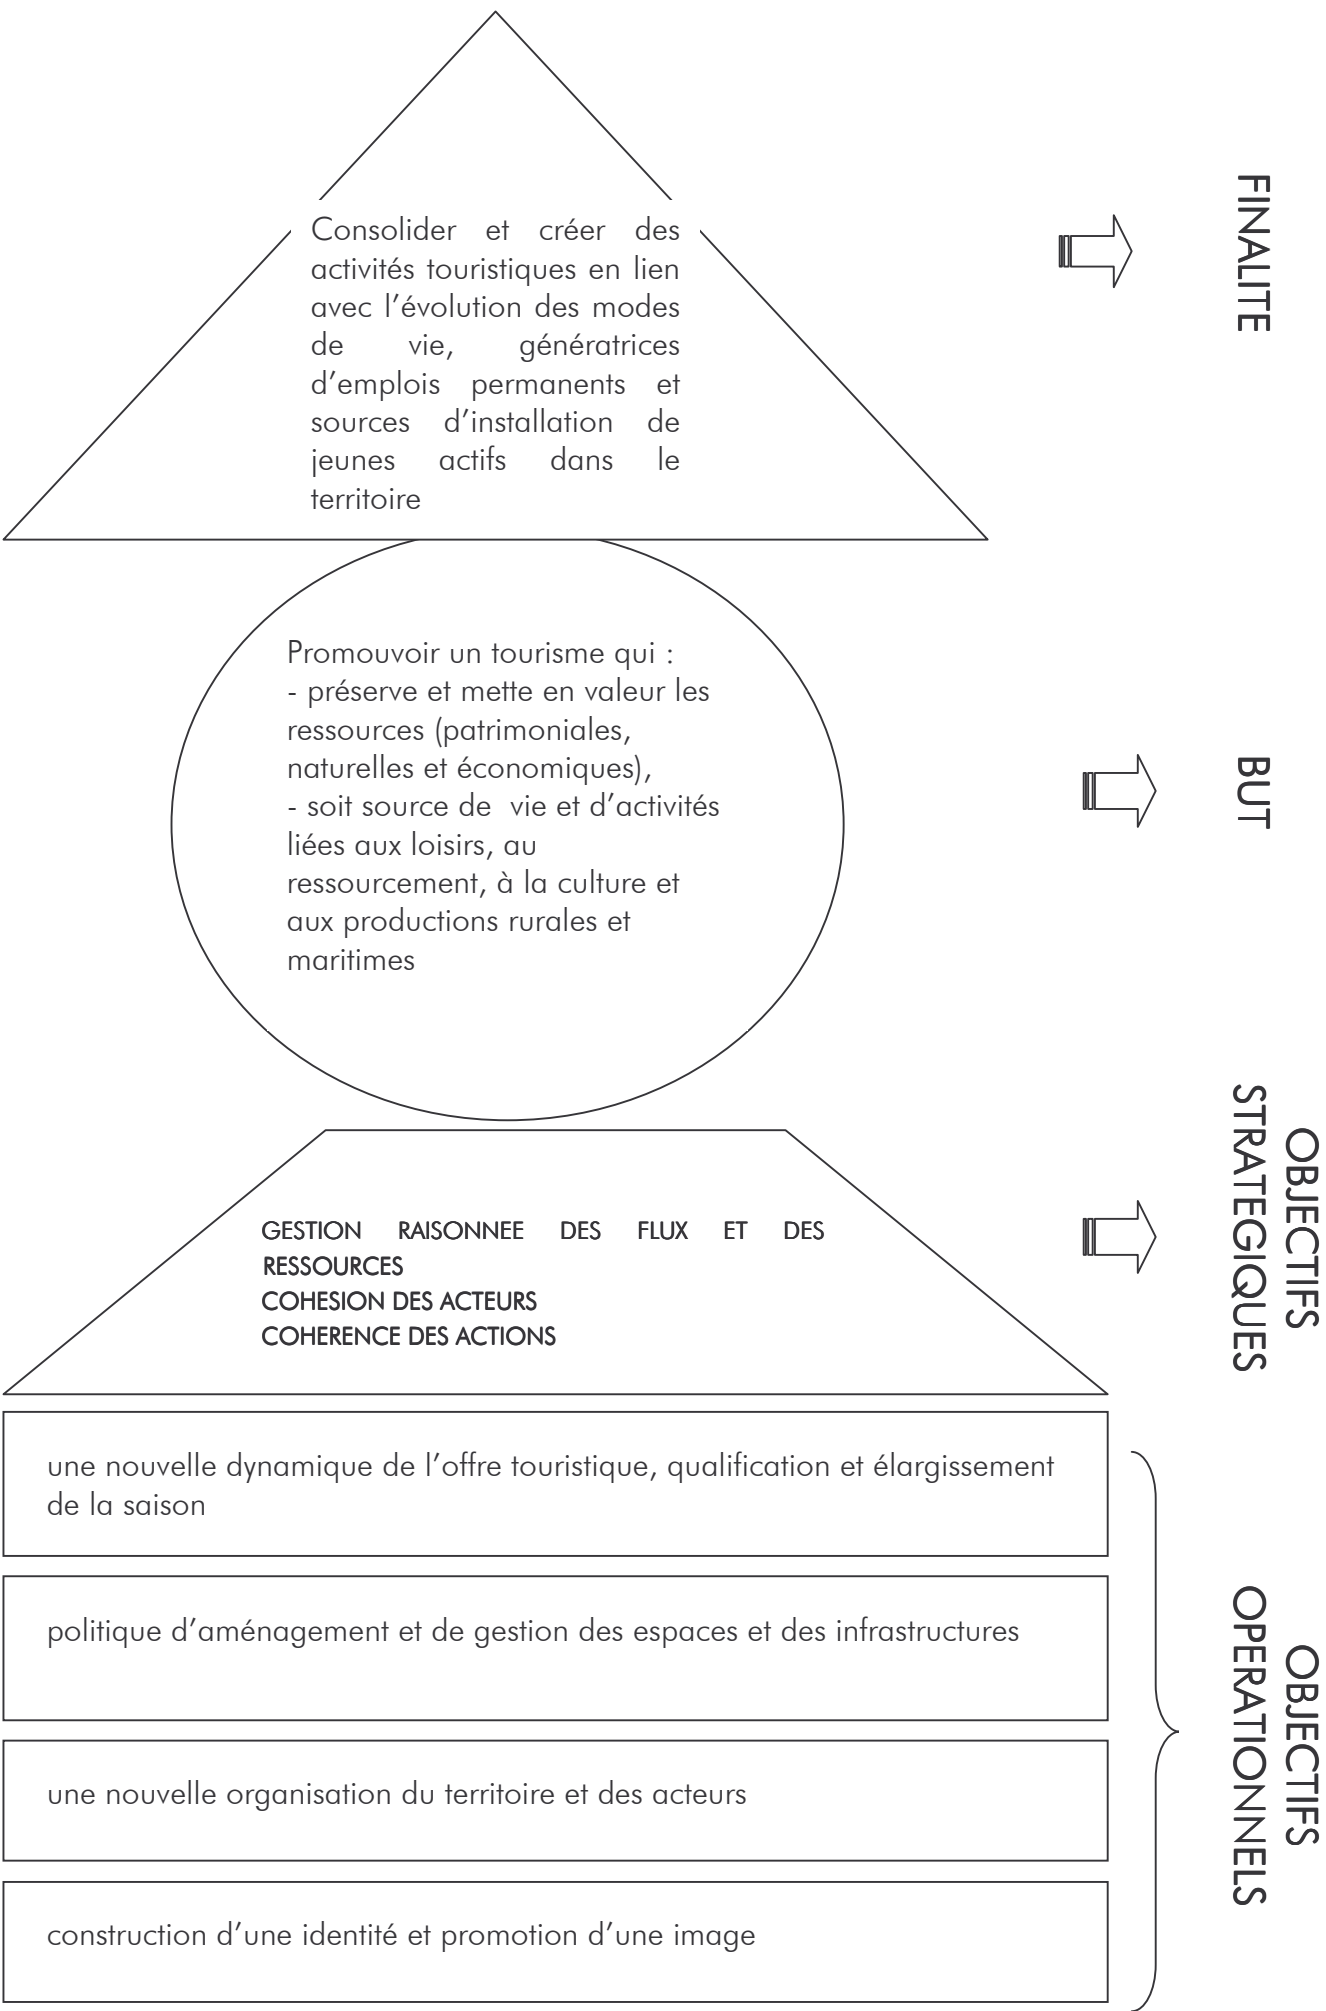 Consolider et créer des
activités touristiques en lien
avec l’évolution des modes
de vie, génératrices
d’emplois permanents et
sources d’installation de
jeunes actifs dans le
territoire
FINALITE
Promouvoir un tourisme qui :
- préserve et mette en valeur les
ressources (patrimoniales,
naturelles et économiques),
- soit source de  vie et d’activités
liées aux loisirs, au
ressourcement, à la culture et
aux productions rurales et
maritimes
BUT
GESTION RAISONNEE DES FLUX ET DES
RESSOURCES
COHESION DES ACTEURS
COHERENCE DES ACTIONS
OBJECTIFS
STRATEGIQUES
une nouvelle dynamique de l’offre touristique, qualification et élargissement
de la saison
politique d’aménagement et de gestion des espaces et des infrastructures
une nouvelle organisation du territoire et des acteurs
construction d’une identité et promotion d’une image
OBJECTIFS
OPERATIONNELS